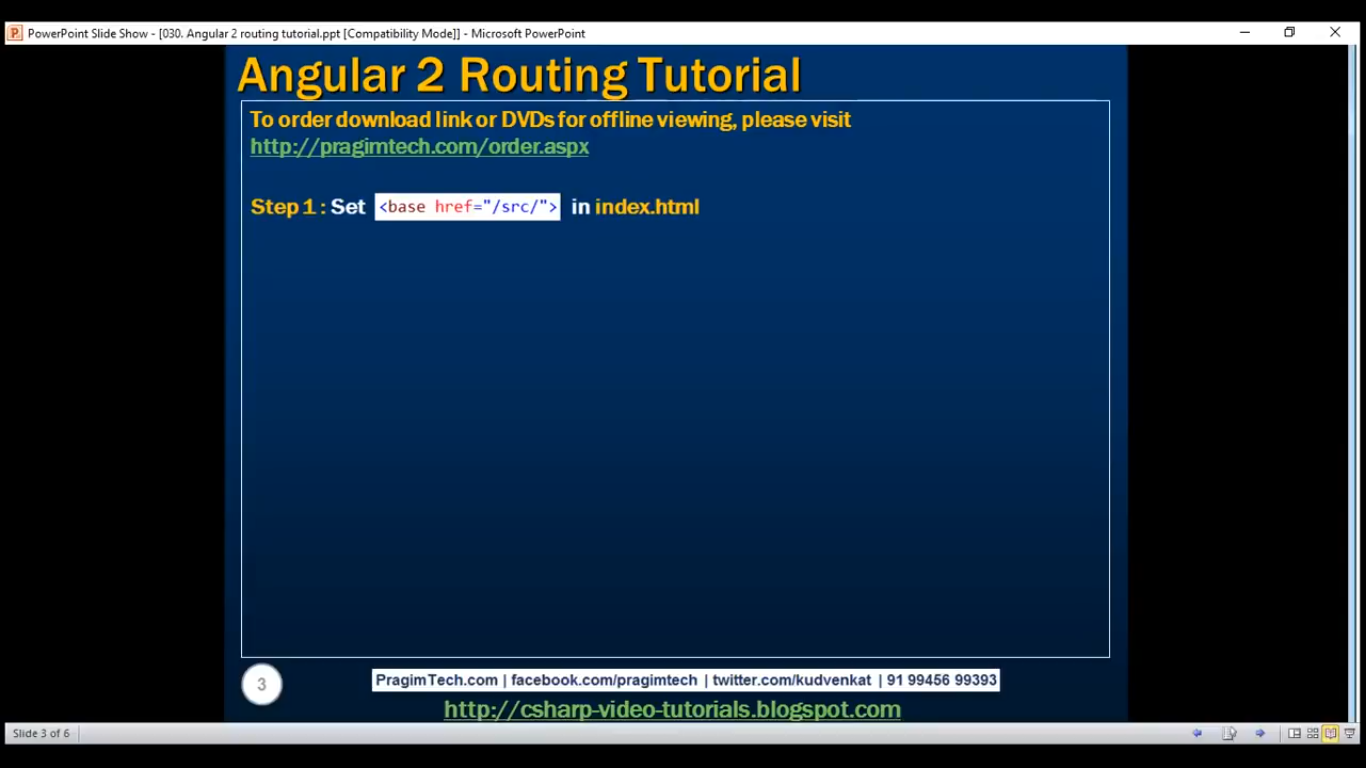 PowerPoint Slide Show - [030. Angular 2 routing tutorial.ppt [Compatibility Mode]] - Microsoft PowerPoint
Angular 2 Routing Tutorial
To order download link or DVDs for offline viewing, please visit
http://pragimtech.com/order.aspx
Step 1 : Set <base href="/src/"> in index.html
3
PragimTech.com | facebook.com/pragimtech | twitter.com/kudvenkat | 91 99456 99393
http://csharp-video-tutorials.blogspot.com
Slide 3 of 6